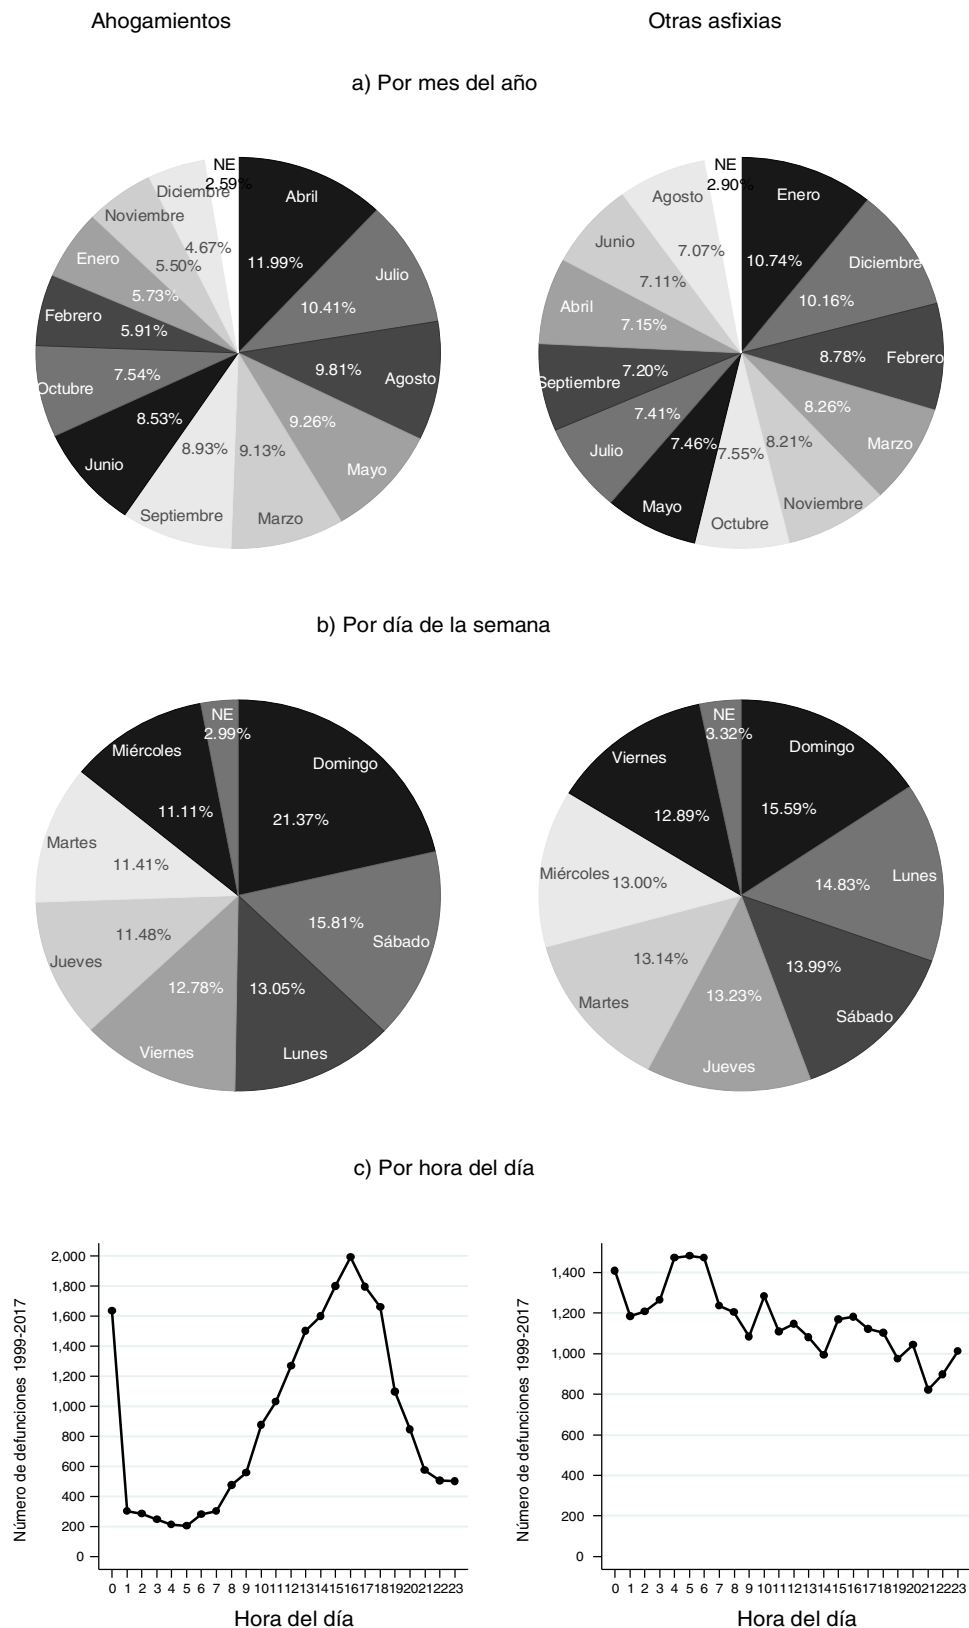 Ahogamientos
Otras asfixias
a) Por mes del año
NE
2.59%
Abril
11.99%
Julio
10.41%
Agosto
9.81%
Mayo
9.26%
Marzo
9.13%
Septiembre
8.93%
Junio
8.53%
Octubre
7.54%
Febrero
5.91%
Enero
5.73%
Noviembre
5.50%
Diciembre
4.67%
NE
2.90%
Enero
10.74%
Diciembre
10.16%
Febrero
8.78%
Marzo
8.26%
Noviembre
8.21%
Octubre
7.55%
Mayo
7.46%
Julio
7.41%
Septiembre
7.20%
Abril
7.15%
Junio
7.11%
Agosto
7.07%
b) Por día de la semana
NE
2.99%
Domingo
21.37%
Sábado
15.81%
Lunes
13.05%
Viernes
12.78%
Jueves
11.48%
Martes
11.41%
Miércoles
11.11%
NE
3.32%
Domingo
15.59%
Lunes
14.83%
Sábado
13.99%
Jueves
13.23%
Martes
13.14%
Miércoles
13.00%
Viernes
12.89%
c) Por hora del día
Número de defunciones 1999-2017
2,000
1,800
1,600
1,400
1,200
1,000
800
600
400
200
0
0 1 2 3 4 5 6 7 8 9 10 11 12 13 14 15 16 17 18 19 20 21 22 23
Hora del día
Número de defunciones 1999-2017
1,400
1,200
1,000
800
600
400
200
0
0 1 2 3 4 5 6 7 8 9 10 11 12 13 14 15 16 17 18 19 20 21 22 23
Hora del día